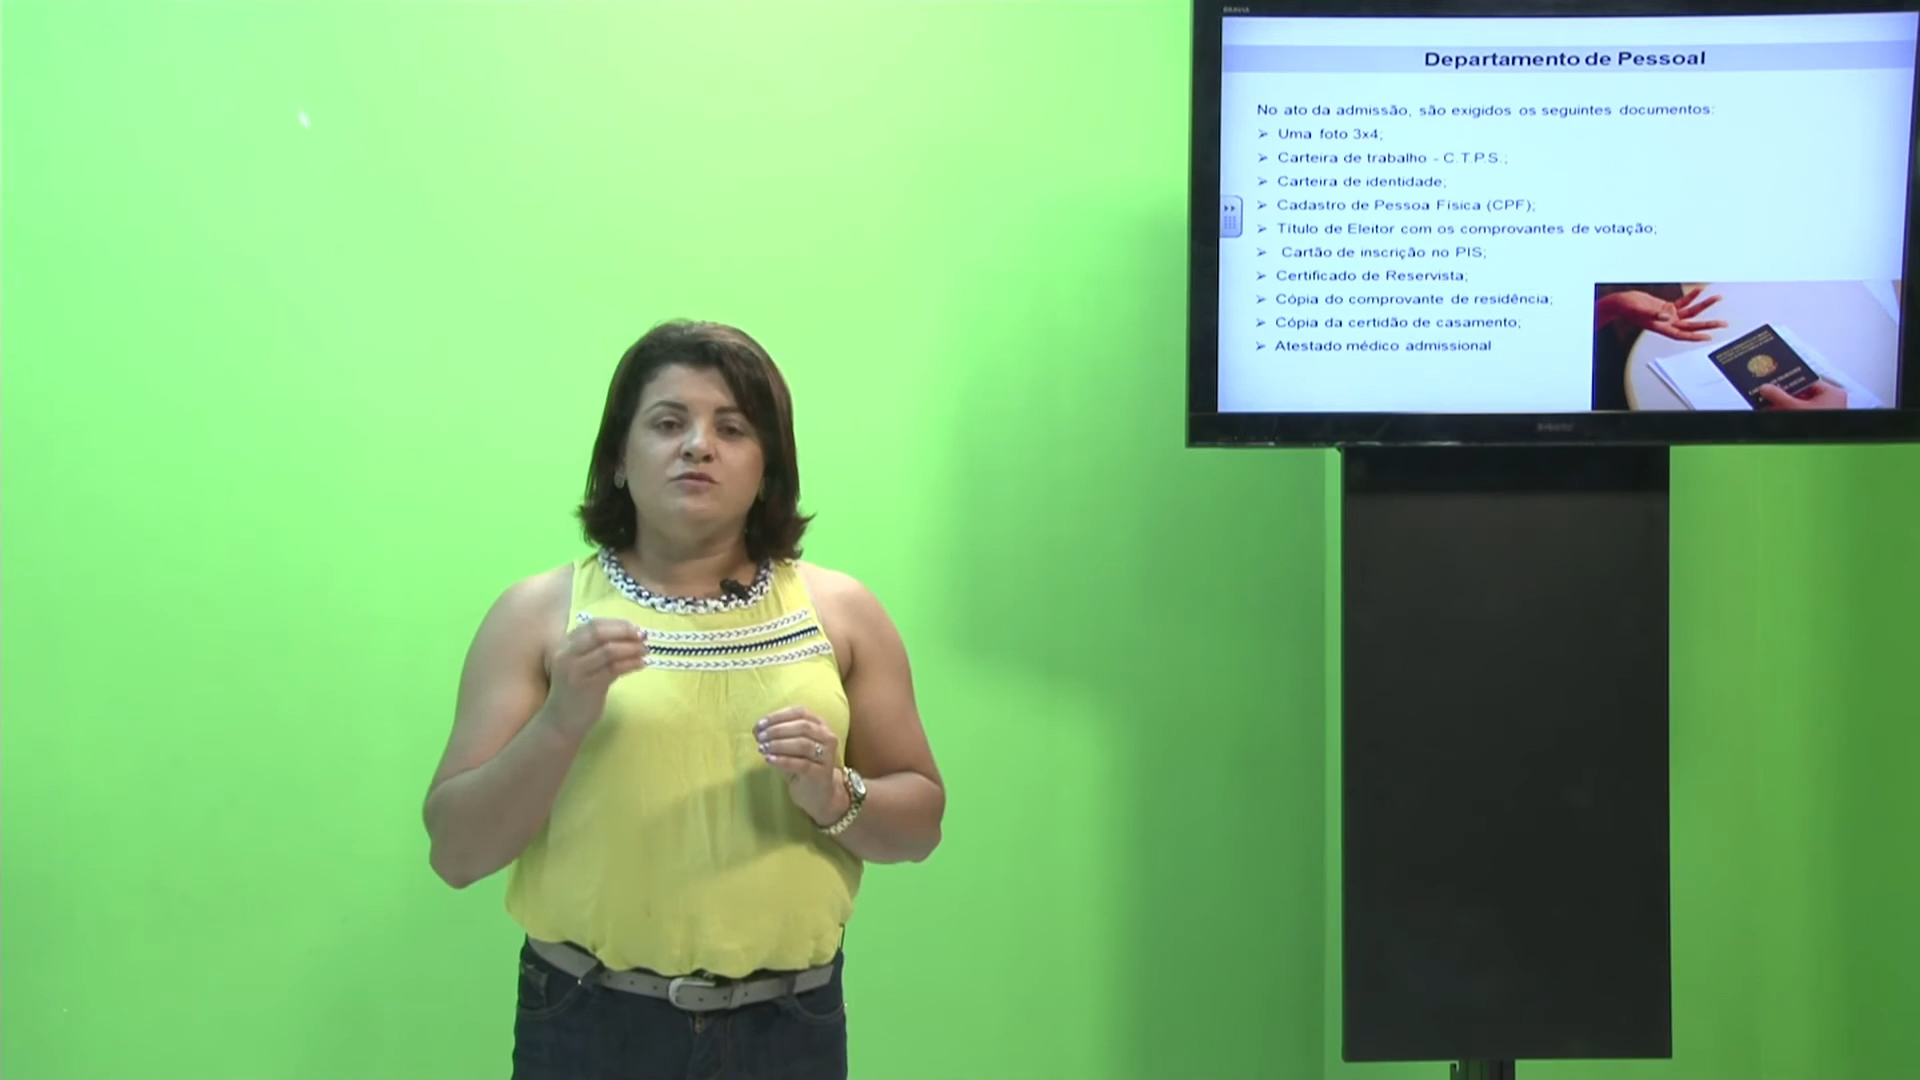 BRAVIA
Departamento de Pessoal
No ato da admissão, são exigidos os seguintes documentos:
➢ Uma foto 3x4;
➢ Carteira de trabalho - C.T.P.S.;
➢ Carteira de identidade;
➢ Cadastro de Pessoa Física (CPF);
➢ Título de Eleitor com os comprovantes de votação;
➢ Cartão de inscrição no PIS;
➢ Certificado de Reservista;
➢ Cópia do comprovante de residência;
➢ Cópia da certidão de casamento;
➢ Atestado médico admissional